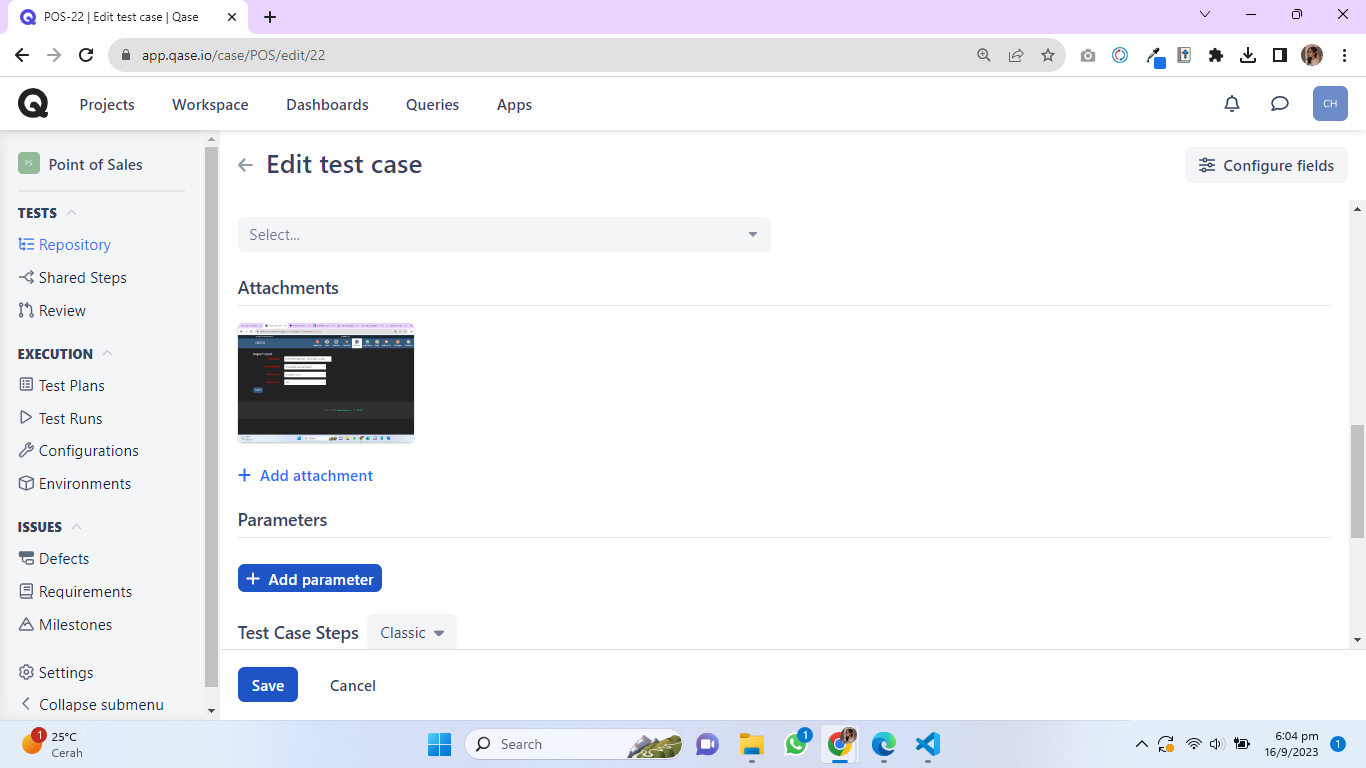 POS-22 | Edit test case | Qase
app.qase.io/case/POS/edit/22
Projects Workspace Dashboards Queries Apps CH
PS Point of Sales
Edit test case
Configure fields
TESTS
Repository
Shared Steps
Review
EXECUTION
Test Plans
Test Runs
Configurations
Environments
ISSUES
Defects
Requirements
Milestones
Settings
Collapse submenu
Select...
Attachments
+ Add attachment
Parameters
+ Add parameter
Test Case Steps Classic
Save Cancel
1
25°C
Cerah
Search
1
6:04 pm
16/9/2023
1